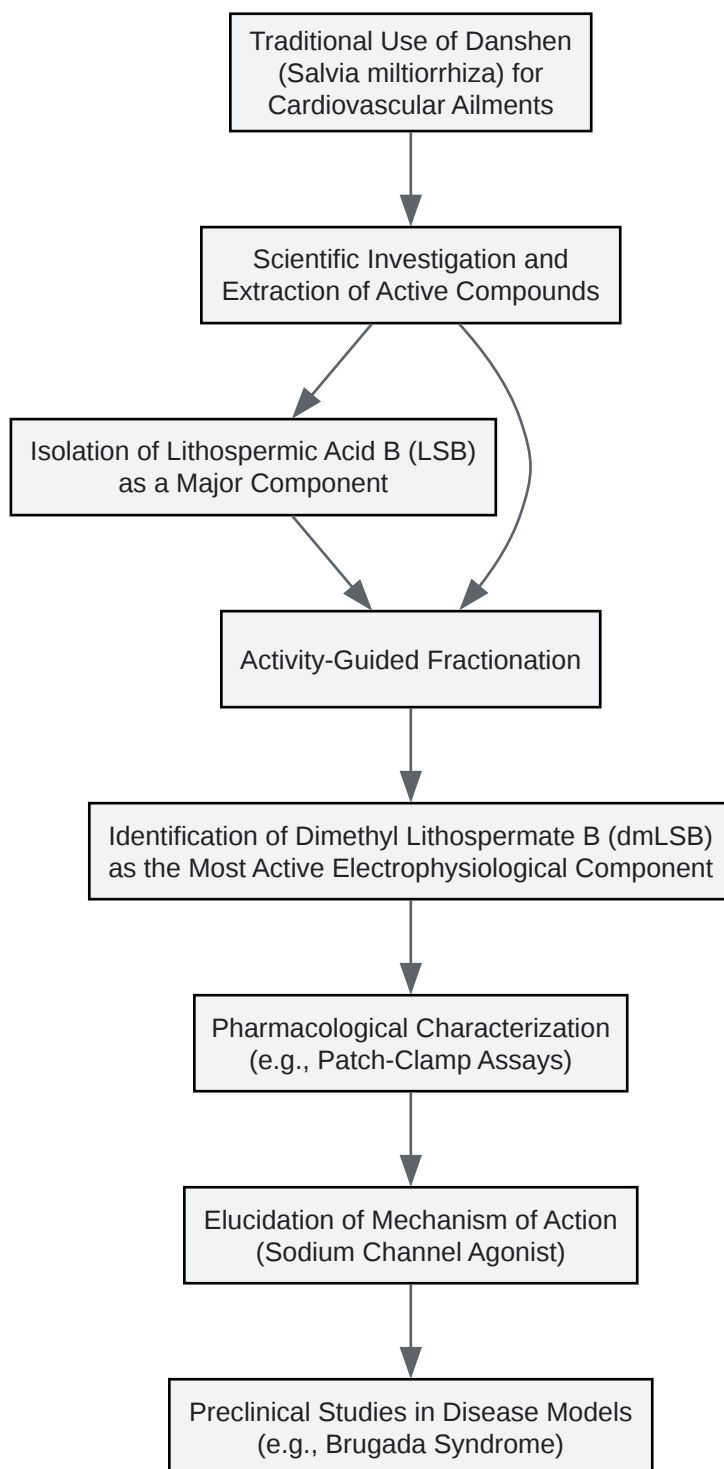 Traditional Use of Danshen
(Salvia miltiorrhiza) for
Cardiovascular Ailments
Scientific Investigation and
Extraction of Active Compounds
Isolation of Lithospermic Acid B (LSB)
as a Major Component
Activity-Guided Fractionation
Identification of Dimethyl Lithospermate B (dmLSB)
as the Most Active Electrophysiological Component
Pharmacological Characterization
(e.g., Patch-Clamp Assays)
Elucidation of Mechanism of Action
(Sodium Channel Agonist)
Preclinical Studies in Disease Models
(e.g., Brugada Syndrome)